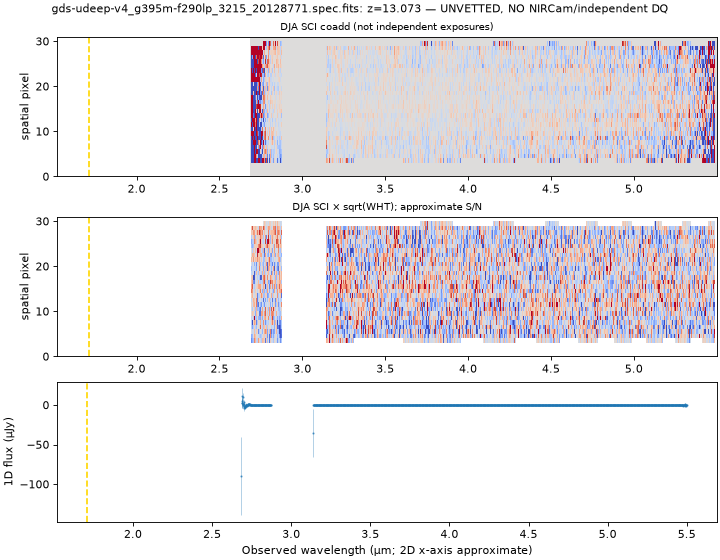 gds-udeep-v4_g395m-f290lp_3215_20128771.spec.fits: z=13.073 — UNVETTED, NO NIRCam/independent DQ
DJA SCI coadd (not independent exposures)
spatial pixel
30
20
10
0
2.0 2.5 3.0 3.5 4.0 4.5 5.0
DJA SCI × sqrt(WHT); approximate S/N
spatial pixel
30
20
10
0
2.0 2.5 3.0 3.5 4.0 4.5 5.0
1D flux (μJy)
0
−50
−100
2.0 2.5 3.0 3.5 4.0 4.5 5.0 5.5
Observed wavelength (μm; 2D x-axis approximate)